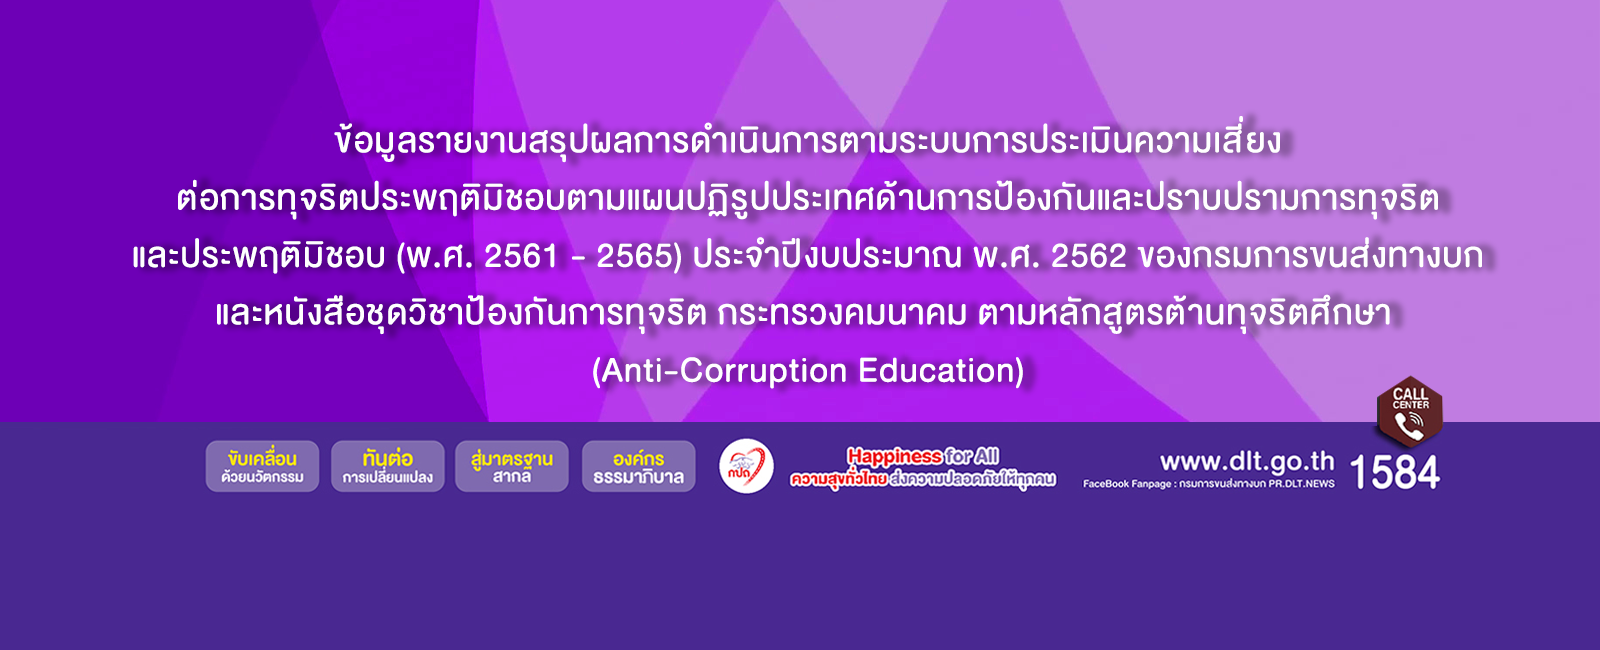 ข้อมูลรายงานสรุปผลการดำเนินการตามระบบการประเมินความเสี่ยง
ต่อการทุจริตประพฤติมิชอบตามแผนปฏิรูปประเทศด้านการป้องกันและปราบปรามการทุจริต
และประพฤติมิชอบ (พ.ศ. 2561 - 2565) ประจำปีงบประมาณ พ.ศ. 2562 ของกรมการขนส่งทางบก
และหนังสือชุดวิชาป้องกันการทุจริต กระทรวงคมนาคม ตามหลักสูตรต้านทุจริตศึกษา
(Anti-Corruption Education)
CALL
CENTER
ขับเคลื่อน
ด้วยนวัตกรรม
ทันต่อ
การเปลี่ยนแปลง
สู่มาตรฐาน
สากล
องค์กร
ธรรมาภิบาล
กปถ
Happiness for All
ความสุขทั่วไทย ส่งความปลอดภัยให้ทุกคน
www.dlt.go.th
FaceBook Fanpage : กรมการขนส่งทางบก PR.DLT.NEWS
1584